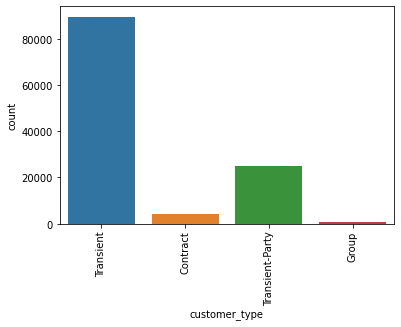 80000
60000
40000
20000
0
count
Transient
Contract
Transient-Party
Group
customer_type